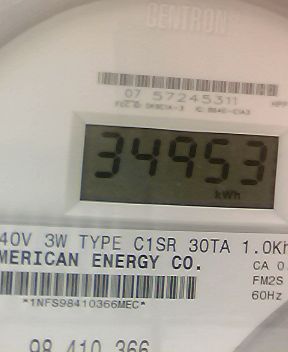 CENTRON
07 57245311
34953
kWh
40V 3W TYPE C1SR 30TA 1.0Kh
MERICAN ENERGY CO.
CA 0.
FM2S
*1NFS98410366MEC*
60Hz
98 410 366